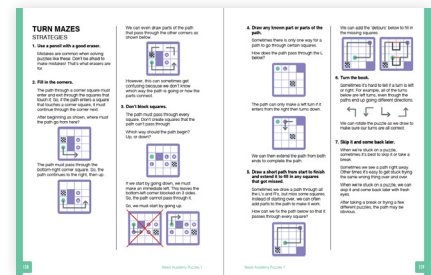 TURN MAZES
STRATEGIES
1. Use a pencil with a good eraser.
Mistakes are common when solving
puzzles like these. Don't be afraid to
make mistakes! That's what erasers are
for.
2. Fill in the corners.
The path through a corner square must
enter and exit through the squares that
touch it. So, if the path enters a square
that touches a corner square, it must
continue through the corner next.
After beginning as shown, where must
the path go from here?
The path must pass through the
bottom-right corner square. So, the
path continues to the right, then up.
We can even draw parts of the path
that pass through the other corners as
shown below.
However, this can sometimes get
confusing because we don't know
which way the path is going or how the
parts connect.
3. Don't block squares.
The path must pass through every
square. Don't create squares that the
path can't pass through.
Which way should the path begin?
Up, or down?
If we start by going down, we must
make an immediate left. This leaves the
bottom-left corner blocked on 3 sides.
So, the path cannot pass through it.
So, we must start by going up.
Beast Academy Puzzles 1
4. Draw any known part or parts of the
path.
Sometimes there is only one way for a
path to go through certain squares.
How does the path pass through the L
below?
The path can only make a left turn if it
enters from the right then turns down.
We can then extend the path from both
ends to complete the path.
5. Draw a short path from start to finish
and extend it to fill in any squares
that got missed.
Sometimes we draw a path through all
the L's and R's, but miss some squares.
Instead of starting over, we can often
add parts to the path to make it work.
How can we fix the path below so that it
passes through every square?
We can add the 'detours' below to fill in
the missing squares.
6. Turn the book.
Sometimes it's hard to tell if a turn is left
or right. For example, all of the turns
below are left turns, even though the
paths end up going different directions.
We can rotate the puzzle as we draw to
make sure our turns are all correct.
7. Skip it and come back later.
When we're stuck on a puzzle,
sometimes it's best to skip it or take a
break.
Sometimes we see a path right away.
Other times it's easy to get stuck trying
the same wrong thing over and over.
When we're stuck on a puzzle, we can
skip it and come back later with fresh
eyes.
After taking a break or trying a few
different puzzles, the path may be
obvious.
Beast Academy Puzzles 1